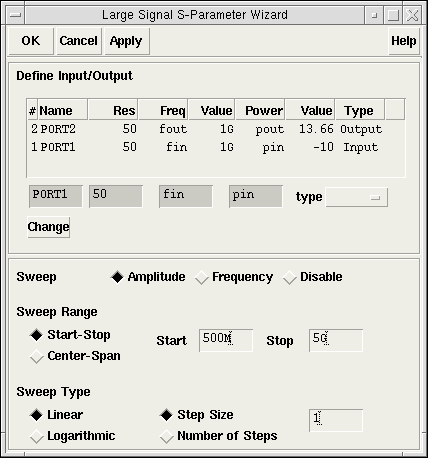 Large Signal S-Parameter Wizard
OK Cancel Apply Help
Define Input/Output
# Name Res Freq Value Power Value Type
2 PORT2 50 fout 1G pout 13.66 Output
1 PORT1 50 fin 1G pin -10 Input
PORT1 50 fin pin type
Change
Sweep Amplitude Frequency Disable
Sweep Range
Start-Stop Start 500M Stop 5G
Center-Span
Sweep Type
Linear Step Size 1
Logarithmic Number of Steps